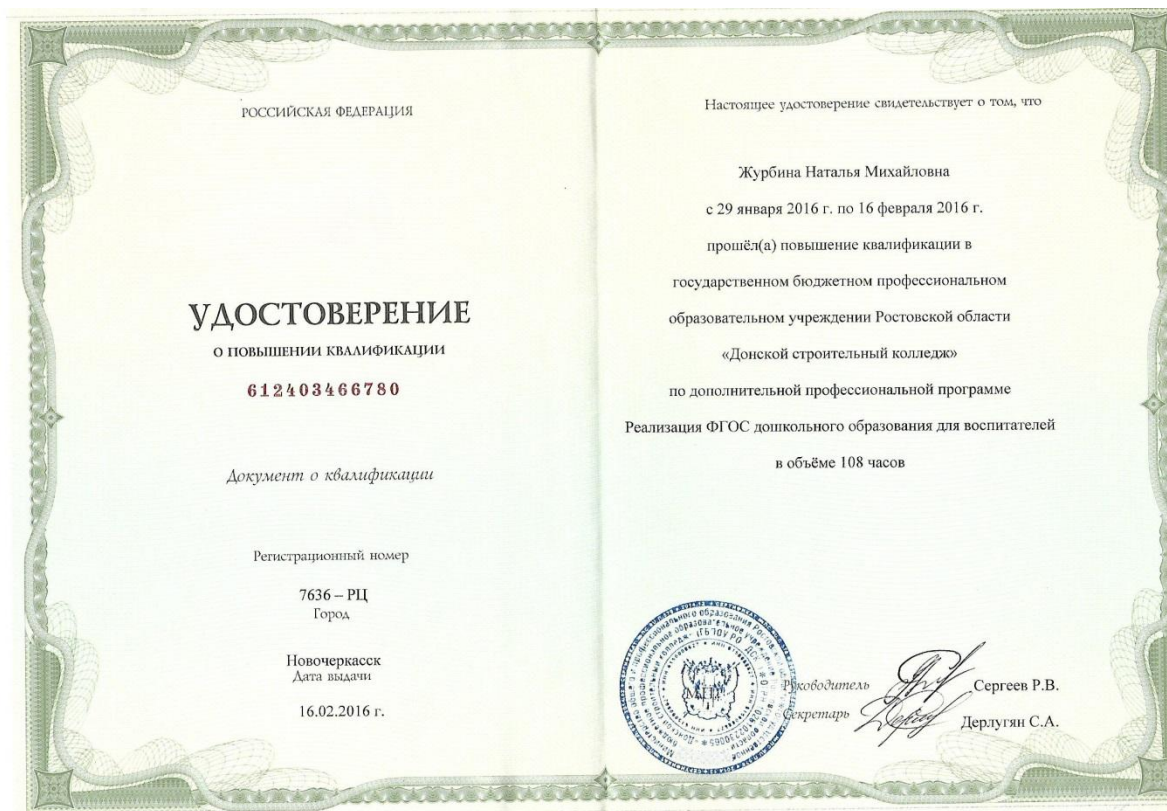 РОССИЙСКАЯ ФЕДЕРАЦИЯ
УДОСТОВЕРЕНИЕ
О ПОВЫШЕНИИ КВАЛИФИКАЦИИ
612403466780
Документ о квалификации
Регистрационный номер
7636 – РЦ
Город
Новочеркасск
Дата выдачи
16.02.2016 г.
Настоящее удостоверение свидетельствует о том, что
Журбина Наталья Михайловна
с 29 января 2016 г. по 16 февраля 2016 г.
прошёл(а) повышение квалификации в
государственном бюджетном профессиональном
образовательном учреждении Ростовской области
«Донской строительный колледж»
по дополнительной профессиональной программе
Реализация ФГОС дошкольного образования для воспитателей
в объёме 108 часов
М.П.
Руководитель
Сергеев Р.В.
Секретарь
Дерлугян С.А.